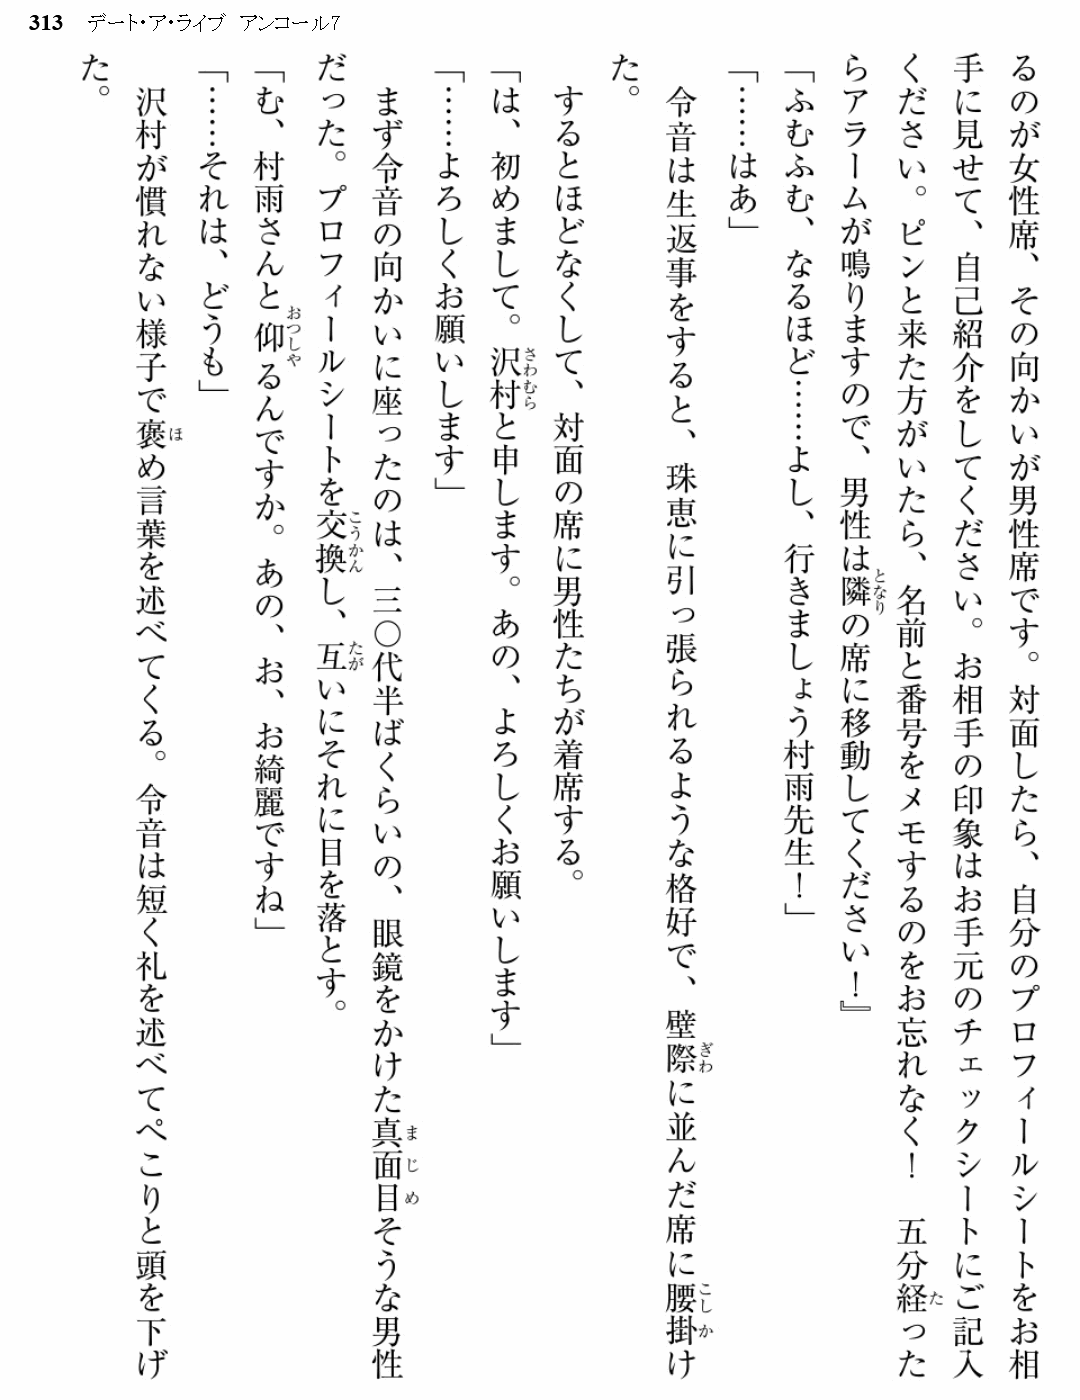 313 デート・ア・ライブ アンコール7
るのが女性席、その向かいが男性席です。対面したら、自分のプロフィールシートをお相
手に見せて、自己紹介をしてください。お相手の印象はお手元のチェックシートにご記入
ください。ピンと来た方がいたら、名前と番号をメモするのをお忘れなく！　五分経った
らアラームが鳴りますので、男性は隣の席に移動してください！』
「ふむふむ、なるほど……よし、行きましょう村雨先生！」
「……はあ」
　令音は生返事をすると、珠恵に引っ張られるような格好で、壁際に並んだ席に腰掛け
た。
　するとほどなくして、対面の席に男性たちが着席する。
「は、初めまして。沢村と申します。あの、よろしくお願いします」
「……よろしくお願いします」
　まず令音の向かいに座ったのは、三〇代半ばくらいの、眼鏡をかけた真面目そうな男性
だった。プロフィールシートを交換し、互いにそれに目を落とす。
「む、村雨さんと仰るんですか。あの、お、お綺麗ですね」
「……それは、どうも」
　沢村が慣れない様子で褒め言葉を述べてくる。令音は短く礼を述べてぺこりと頭を下げ
た。